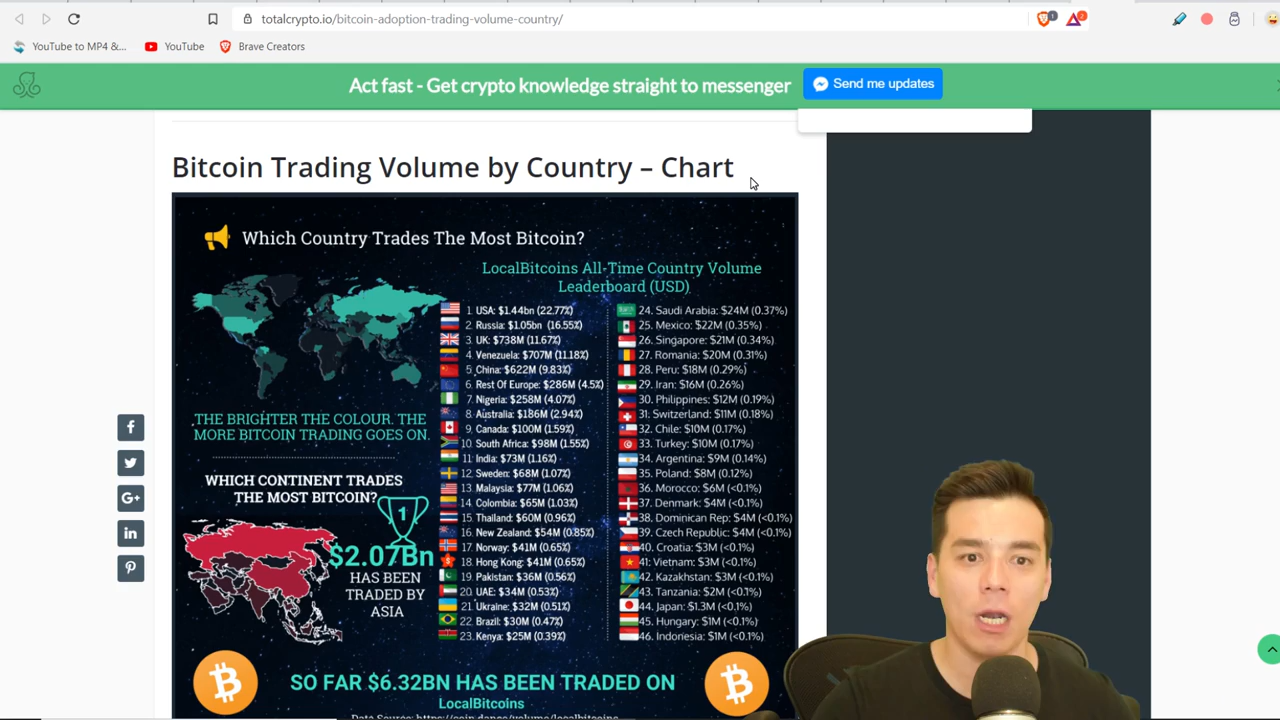 totalcrypto.io/bitcoin-adoption-trading-volume-country/
1
2
YouTube to MP4 &...
YouTube
Brave Creators
Act fast - Get crypto knowledge straight to messenger
Send me updates
Bitcoin Trading Volume by Country – Chart
Which Country Trades The Most Bitcoin?
LocalBitcoins All-Time Country Volume
Leaderboard (USD)
1. USA: $1.44bn (22.77%)
2. Russia: $1.05bn (16.55%)
3. UK: $738M (11.67%)
4. Venezuela: $707M (11.18%)
5. China: $622M (9.83%)
6. Rest Of Europe: $286M (4.5%)
7. Nigeria: $258M (4.07%)
8. Australia: $186M (2.94%)
9. Canada: $100M (1.59%)
10. South Africa: $98M (1.55%)
11. India: $73M (1.16%)
12. Sweden: $68M (1.07%)
13. Malaysia: $77M (1.06%)
14. Colombia: $65M (1.03%)
15. Thailand: $60M (0.96%)
16. New Zealand: $54M (0.85%)
17. Norway: $41M (0.65%)
18. Hong Kong: $41M (0.65%)
19. Pakistan: $36M (0.56%)
20. UAE: $34M (0.53%)
21. Ukraine: $32M (0.51%)
22. Brazil: $30M (0.47%)
23. Kenya: $25M (0.39%)
24. Saudi Arabia: $24M (0.37%)
25. Mexico: $22M (0.35%)
26. Singapore: $21M (0.34%)
27. Romania: $20M (0.31%)
28. Peru: $18M (0.29%)
29. Iran: $16M (0.26%)
30. Philippines: $12M (0.19%)
31. Switzerland: $11M (0.18%)
32. Chile: $10M (0.17%)
33. Turkey: $10M (0.17%)
34. Argentina: $9M (0.14%)
35. Poland: $8M (0.12%)
36. Morocco: $6M (<0.1%)
37. Denmark: $4M (<0.1%)
38. Dominican Rep: $4M (<0.1%)
39. Czech Republic: $4M (<0.1%)
40. Croatia: $3M (<0.1%)
41. Vietnam: $3M (<0.1%)
42. Kazakhstan: $3M (<0.1%)
43. Tanzania: $2M (<0.1%)
44. Japan: $1.3M (<0.1%)
45. Hungary: $1M (<0.1%)
46. Indonesia: $1M (<0.1%)
THE BRIGHTER THE COLOUR. THE
MORE BITCOIN TRADING GOES ON.
WHICH CONTINENT TRADES
THE MOST BITCOIN?
1
$2.07Bn
HAS BEEN
TRADED BY
ASIA
SO FAR $6.32BN HAS BEEN TRADED ON
LocalBitcoins
Data Source: https://coin.dance/volume/localbitcoins